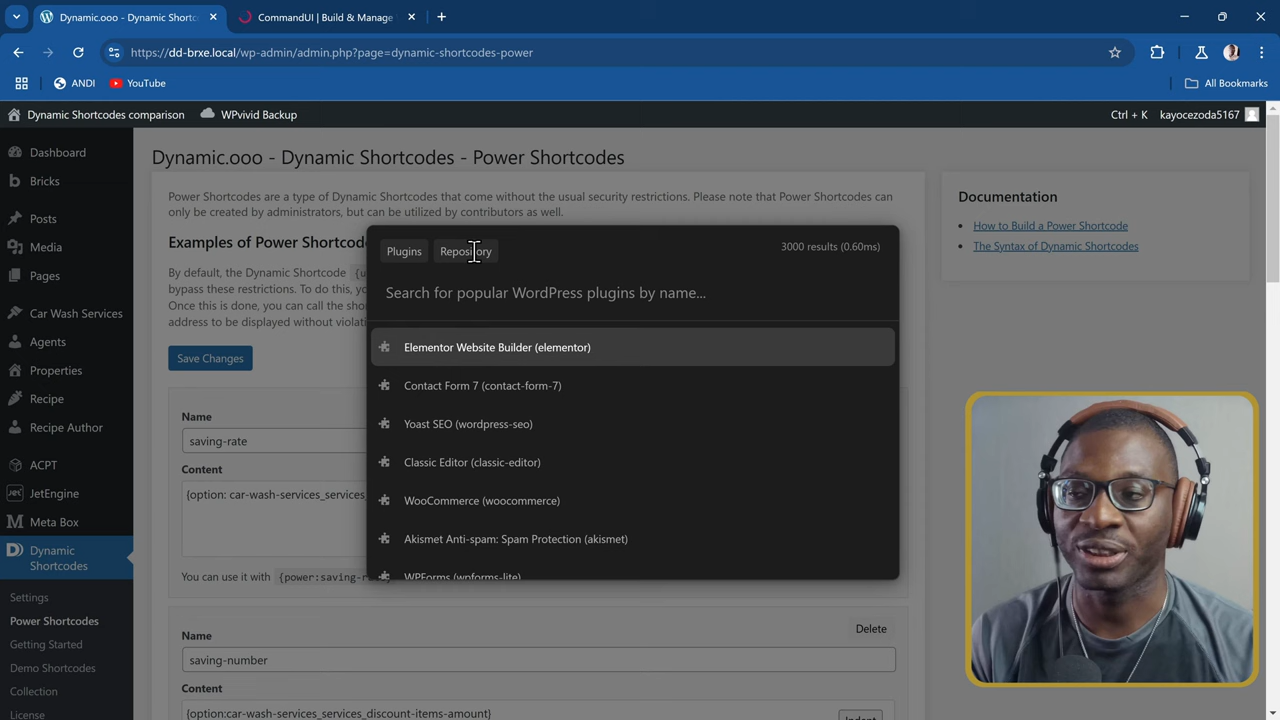 Dynamic.ooo - Dynamic Shortc
CommandUI | Build & Manage
https://dd-brxe.local/wp-admin/admin.php?page=dynamic-shortcodes-power
ANDI
YouTube
All Bookmarks
Dynamic Shortcodes comparison
WPvivid Backup
Ctrl + K
kayocezoda5167
Dashboard
Bricks
Posts
Media
Pages
Car Wash Services
Agents
Properties
Recipe
Recipe Author
ACPT
JetEngine
Meta Box
Dynamic
Shortcodes
Settings
Power Shortcodes
Getting Started
Demo Shortcodes
Collection
License
Dynamic.ooo - Dynamic Shortcodes - Power Shortcodes
Power Shortcodes are a type of Dynamic Shortcodes that come without the usual security restrictions. Please note that Power Shortcodes can
only be created by administrators, but can be utilized by contributors as well.
Examples of Power Shortcode
By default, the Dynamic Shortcode {u
bypass these restrictions. To do this, yo
Once this is done, you can call the shor
address to be displayed without violati
Save Changes
Name
saving-rate
Content
{option: car-wash-services_services_
You can use it with {power:saving-ra
Delete
Name
saving-number
Content
{option:car-wash-services_services_discount-items-amount}
Indent
Documentation
How to Build a Power Shortcode
The Syntax of Dynamic Shortcodes
Plugins
Repository
3000 results (0.60ms)
Search for popular WordPress plugins by name...
Elementor Website Builder (elementor)
Contact Form 7 (contact-form-7)
Yoast SEO (wordpress-seo)
Classic Editor (classic-editor)
WooCommerce (woocommerce)
Akismet Anti-spam: Spam Protection (akismet)
WPForms (wpforms-lite)